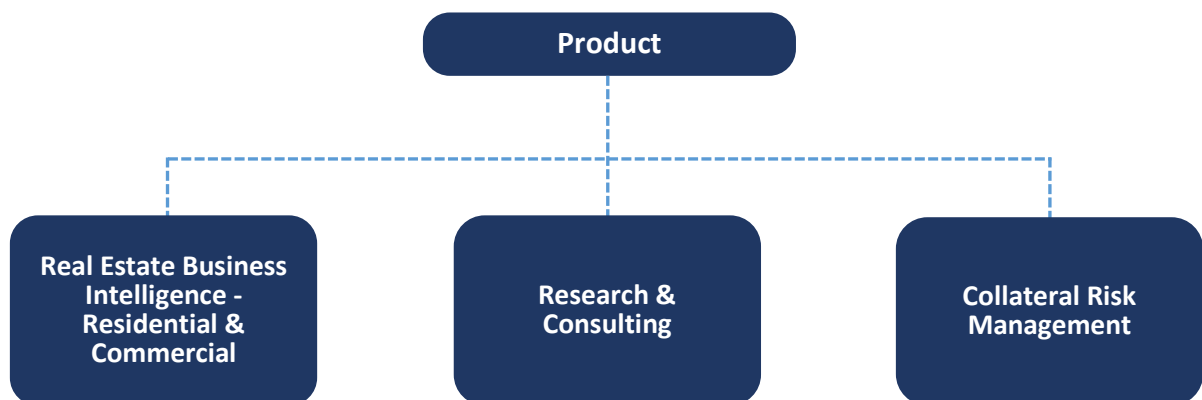 Product
Real Estate Business
Intelligence -
Residential &
Commercial
Research &
Consulting
Collateral Risk
Management